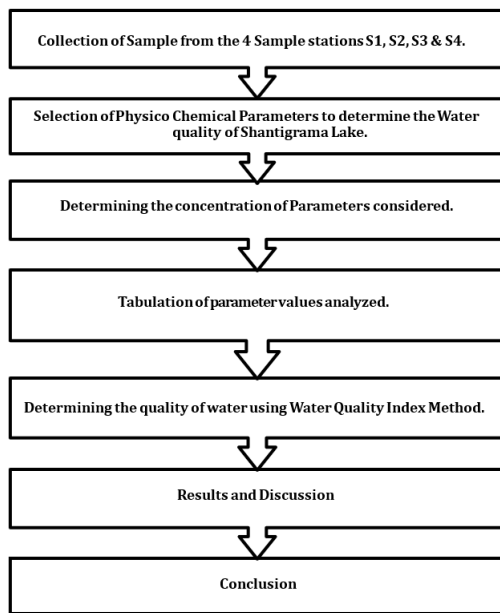 Collection of Sample from the 4 Sample stations S1, S2, S3 & S4.
Selection of Physico Chemical Parameters to determine the Water
quality of Shantigrama Lake.
Determining the concentration of Parameters considered.
Tabulation of parameter values analyzed.
Determining the quality of water using Water Quality Index Method.
Results and Discussion
Conclusion